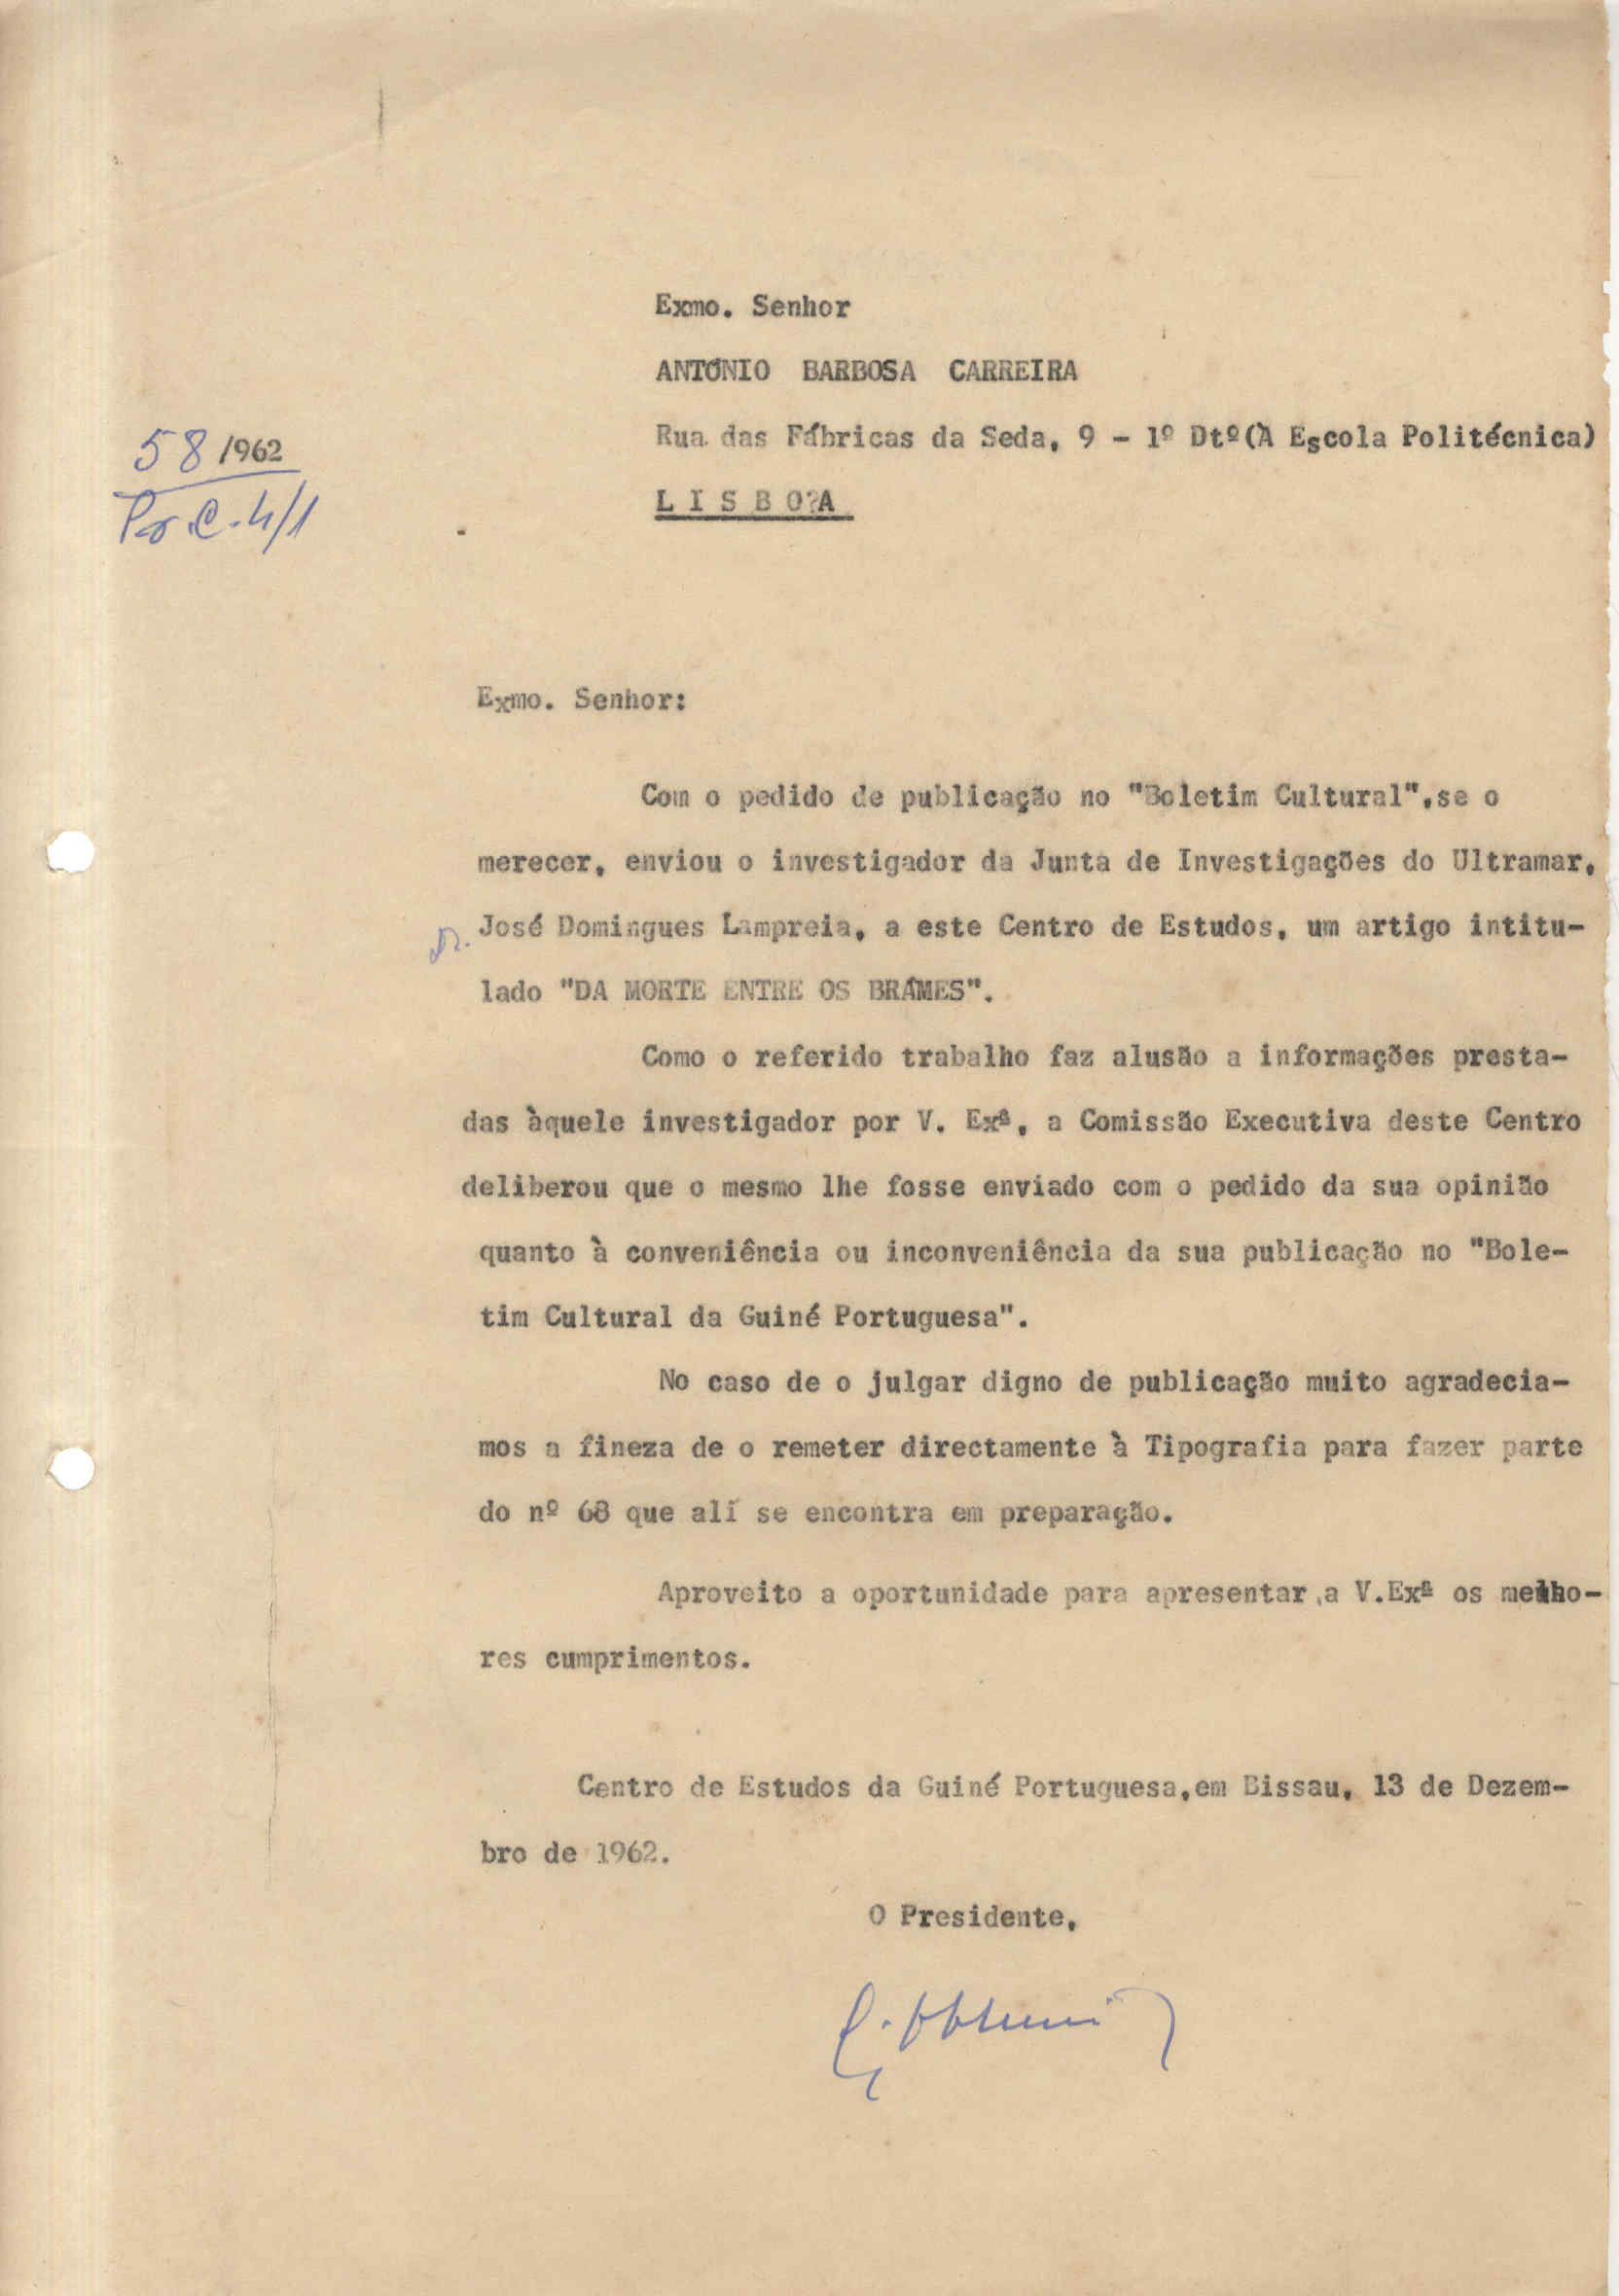 Exmo. Senhor
ANTÓNIO BARBOSA CARREIRA
Rua das Fábricas da Seda, 9 - 1º Dtº(À Escola Politécnica)
58/1962
L I S B O A
Proc. 4/1
Exmo. Senhor:
Com o pedido de publicação no "Boletim Cultural",se o
merecer, enviou o investigador da Junta de Investigações do Ultramar,
Dr. José Domingues Lampreia, a este Centro de Estudos, um artigo intitu-
lado "DA MORTE ENTRE OS BRÂMES".
Como o referido trabalho faz alusão a informações presta-
das àquele investigador por V. Exª, a Comissão Executiva deste Centro
deliberou que o mesmo lhe fosse enviado com o pedido da sua opinião
quanto à conveniência ou inconveniência da sua publicação no "Bole-
tim Cultural da Guiné Portuguesa".
No caso de o julgar digno de publicação muito agradecia-
mos a fineza de o remeter directamente à Tipografia para fazer parte
do nº 68 que alí se encontra em preparação.
Aproveito a oportunidade para apresentar a V.Exª os melho-
res cumprimentos.
Centro de Estudos da Guiné Portuguesa,em Bissau, 13 de Dezem-
bro de 1962.
O Presidente,